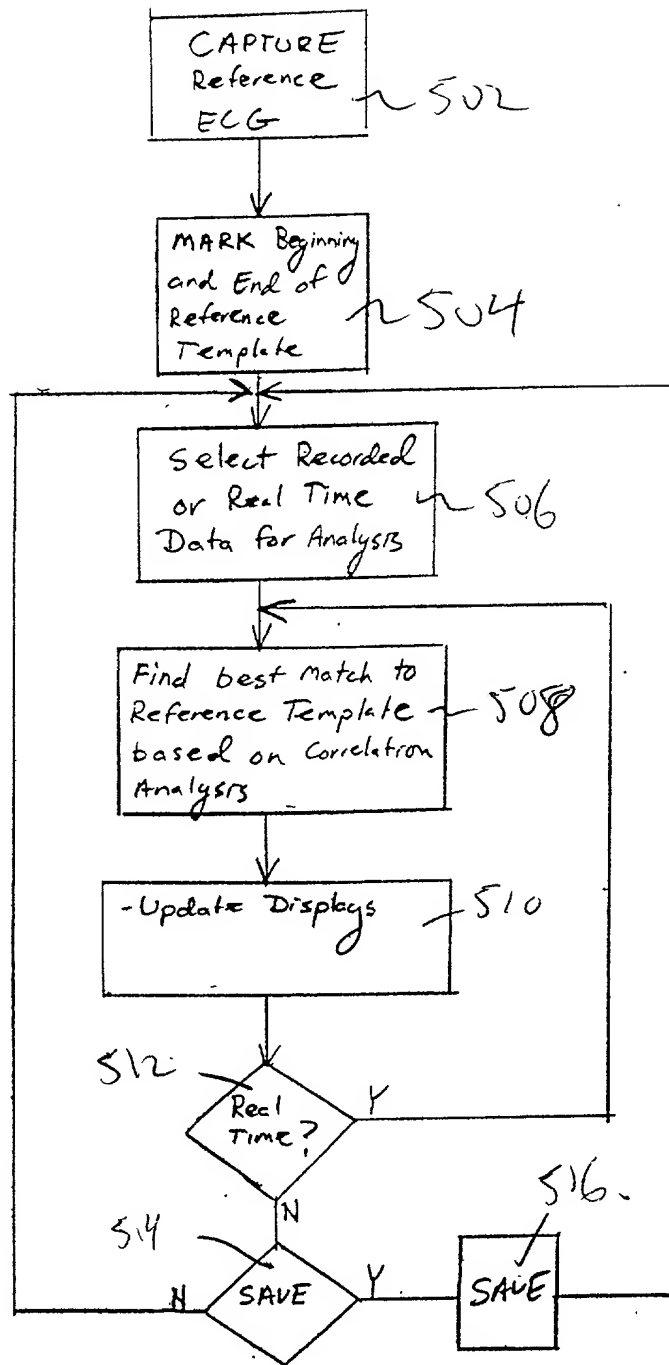 CAPTURE
Reference
ECG
502
MARK Beginning
and End of
Reference
Template
504
Select Recorded
or Real Time
Data for Analysis
506
Find best match to
Reference Template
based on Correlation
Analysis
508
-Update Displays
510
512
Real
Time?
Y
N
514
SAVE
N
Y
516.
SAVE